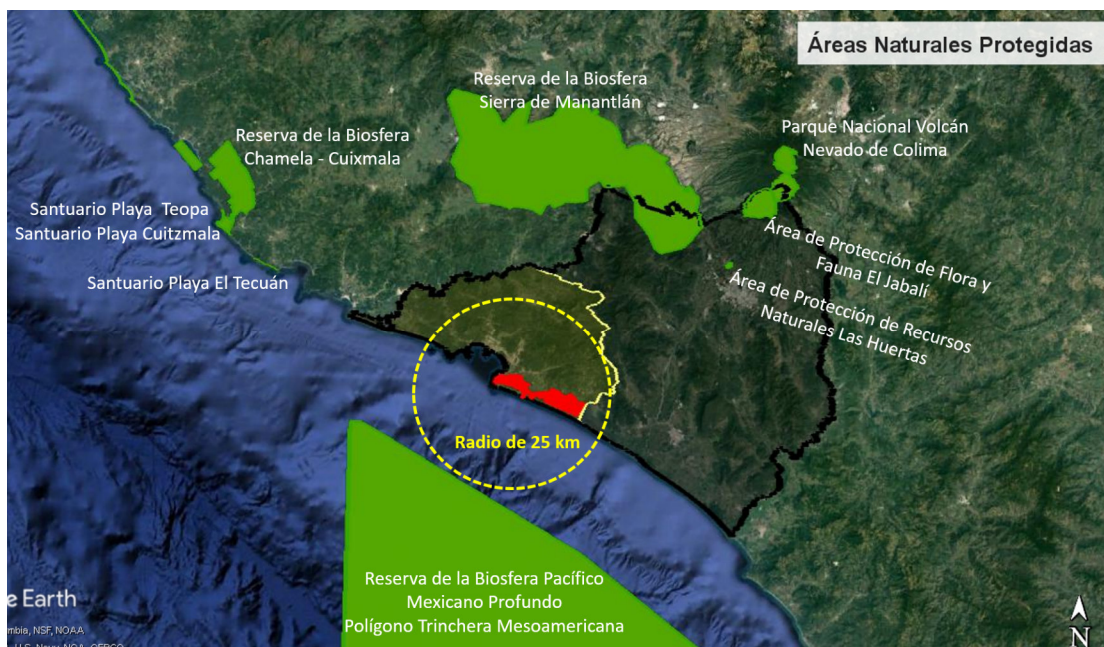 Áreas Naturales Protegidas
Reserva de la Biosfera
Sierra de Manantlán
Parque Nacional Volcán
Nevado de Colima
Reserva de la Biosfera
Chamela - Cuixmala
Santuario Playa Teopa
Santuario Playa Cuitzmala
Santuario Playa El Tecuán
Área de Protección de Flora y
Fauna El Jabalí
Área de Protección de Recursos
Naturales Las Huertas
Radio de 25 km
Reserva de la Biosfera Pacífico
Mexicano Profundo
Polígono Trinchera Mesoamericana
e Earth
mbia, NSF, NOAA
N